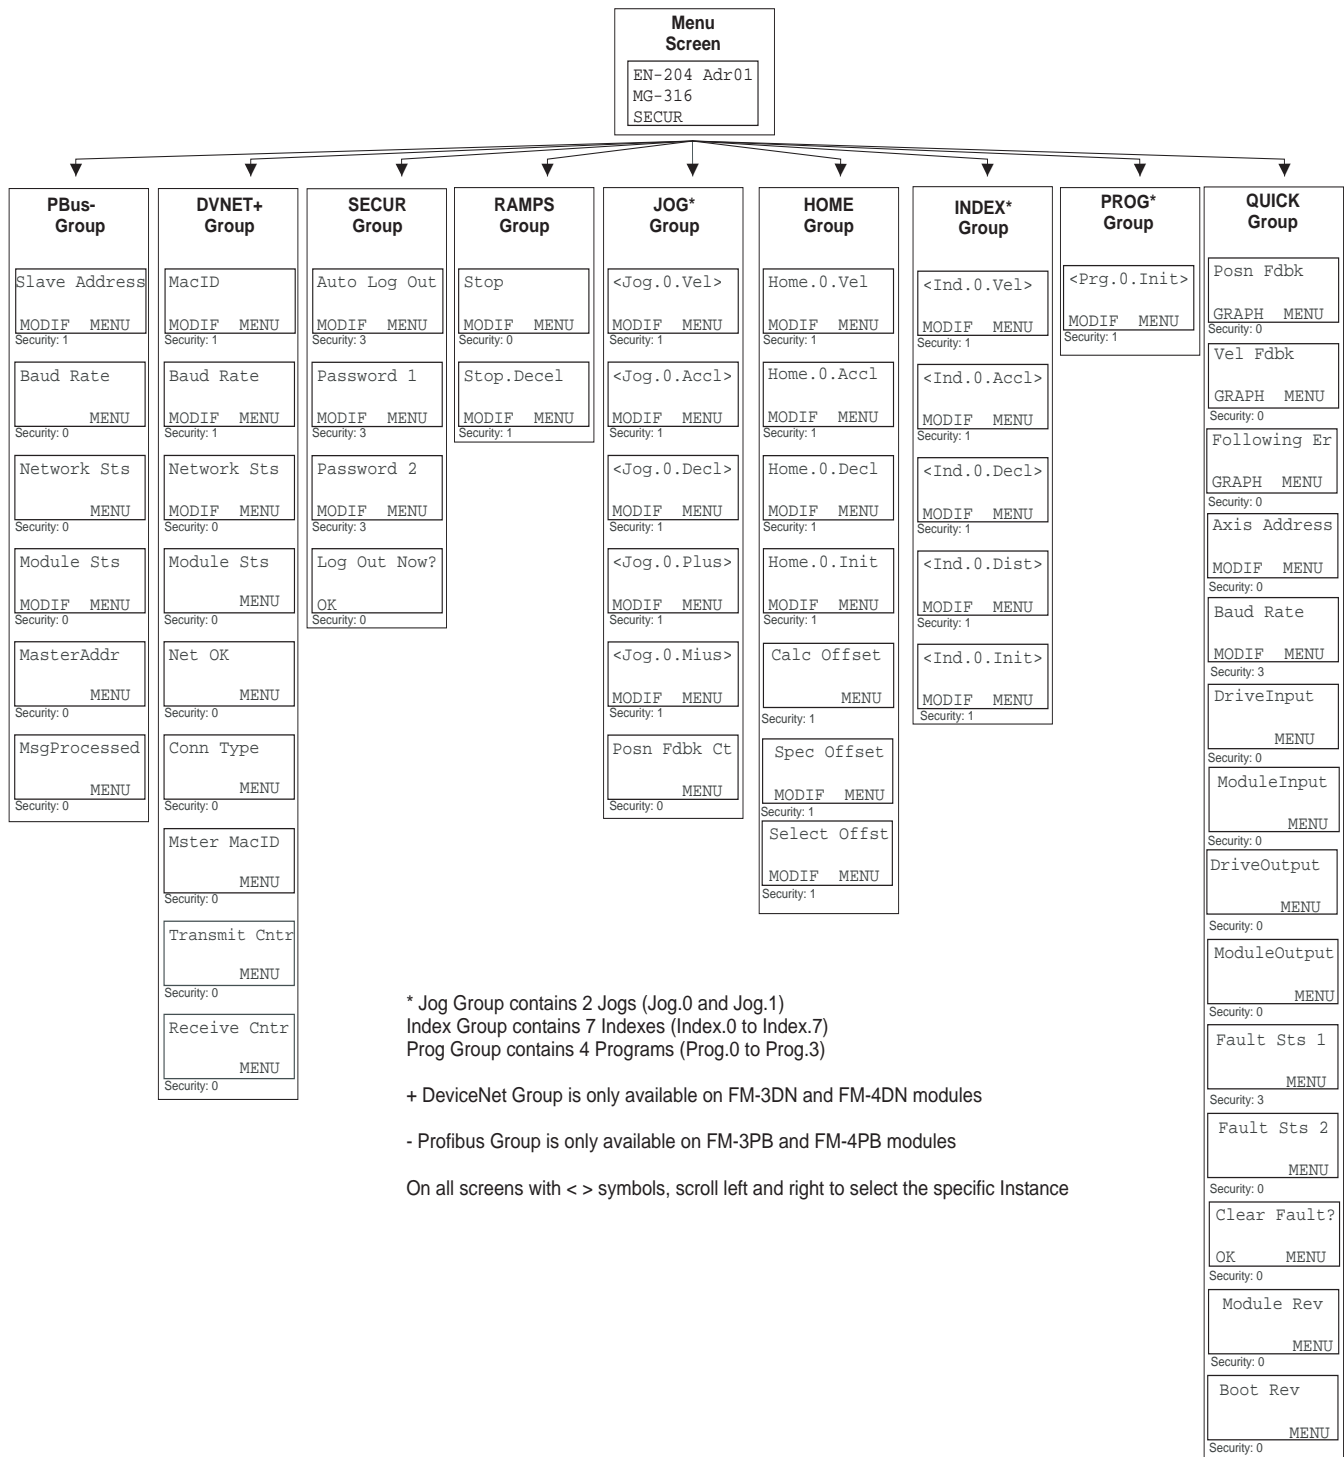 Menu
Screen
EN-204 Adr01
MG-316
SECUR
PBus-
Group
Slave Address
MODIF MENU
Security: 1
Baud Rate
MENU
Security: 0
Network Sts
MENU
Security: 0
Module Sts
MODIF MENU
Security: 0
MasterAddr
MENU
Security: 0
MsgProcessed
MENU
Security: 0
DVNET+
Group
MacID
MODIF MENU
Security: 1
Baud Rate
MODIF MENU
Security: 1
Network Sts
MODIF MENU
Security: 0
Module Sts
MENU
Security: 0
Net OK
MENU
Security: 0
Conn Type
MENU
Security: 0
Mster MacID
MENU
Security: 0
Transmit Cntr
MENU
Security: 0
Receive Cntr
MENU
Security: 0
SECUR
Group
Auto Log Out
MODIF MENU
Security: 3
Password 1
MODIF MENU
Security: 3
Password 2
MODIF MENU
Security: 3
Log Out Now?
OK
Security: 0
RAMPS
Group
Stop
MODIF MENU
Security: 0
Stop.Decel
MODIF MENU
Security: 1
JOG*
Group
<Jog.0.Vel>
MODIF MENU
Security: 1
<Jog.0.Accl>
MODIF MENU
Security: 1
<Jog.0.Decl>
MODIF MENU
Security: 1
<Jog.0.Plus>
MODIF MENU
Security: 1
<Jog.0.Mius>
MODIF MENU
Security: 1
Posn Fdbk Ct
MENU
Security: 0
HOME
Group
Home.0.Vel
MODIF MENU
Security: 1
Home.0.Accl
MODIF MENU
Security: 1
Home.0.Decl
MODIF MENU
Security: 1
Home.0.Init
MODIF MENU
Security: 1
Calc Offset
MENU
Security: 1
Spec Offset
MODIF MENU
Security: 1
Select Offst
MODIF MENU
Security: 1
INDEX*
Group
<Ind.0.Vel>
MODIF MENU
Security: 1
<Ind.0.Accl>
MODIF MENU
Security: 1
<Ind.0.Decl>
MODIF MENU
Security: 1
<Ind.0.Dist>
MODIF MENU
Security: 1
<Ind.0.Init>
MODIF MENU
Security: 1
PROG*
Group
<Prg.0.Init>
MODIF MENU
Security: 1
QUICK
Group
Posn Fdbk
GRAPH MENU
Security: 0
Vel Fdbk
GRAPH MENU
Security: 0
Following Er
GRAPH MENU
Security: 0
Axis Address
MODIF MENU
Security: 0
Baud Rate
MODIF MENU
Security: 3
DriveInput
MENU
Security: 0
ModuleInput
MENU
Security: 0
DriveOutput
MENU
Security: 0
ModuleOutput
MENU
Security: 0
Fault Sts 1
MENU
Security: 3
Fault Sts 2
MENU
Security: 0
Clear Fault?
OK MENU
Security: 0
Module Rev
MENU
Security: 0
Boot Rev
MENU
Security: 0
* Jog Group contains 2 Jogs (Jog.0 and Jog.1)
Index Group contains 7 Indexes (Index.0 to Index.7)
Prog Group contains 4 Programs (Prog.0 to Prog.3)
+ DeviceNet Group is only available on FM-3DN and FM-4DN modules
- Profibus Group is only available on FM-3PB and FM-4PB modules
On all screens with < > symbols, scroll left and right to select the specific Instance